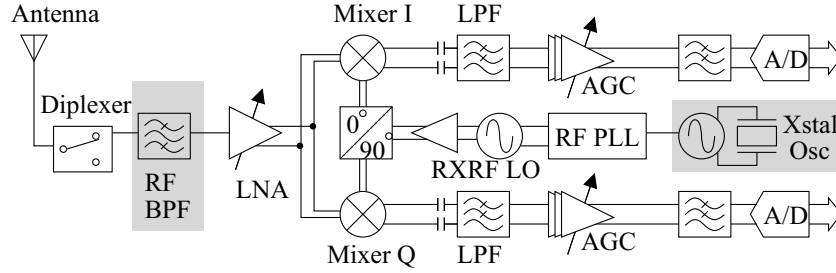 Antenna
Mixer I
LPF
AGC
A/D
Diplexer
RF
BPF
LNA
0
90
RXRF LO
RF PLL
Xstal
Osc
Mixer Q
LPF
AGC
A/D